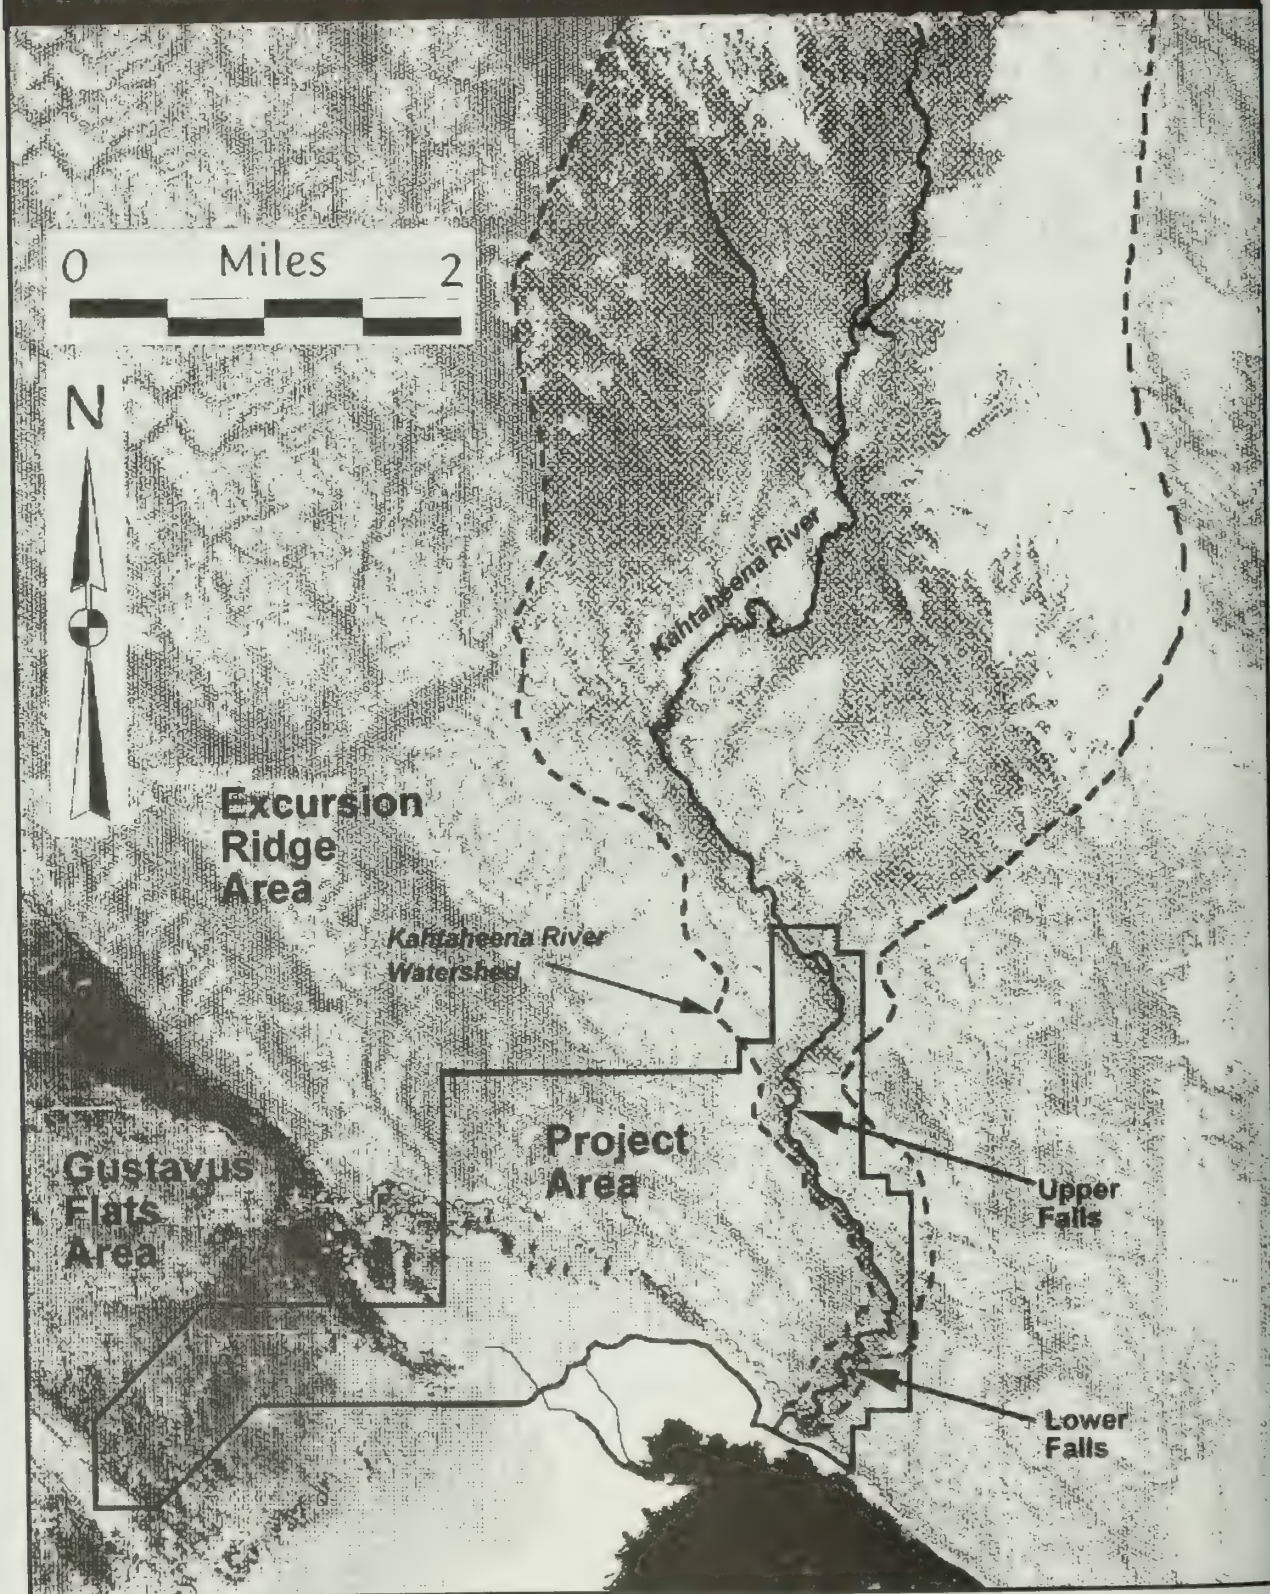 0 Miles 2
N
Kahtaheena River
Excursion
Ridge
Area
Kahtaheena River
Watershed
Project
Area
Gustavus
Flats
Area
Upper
Falls
Lower
Falls